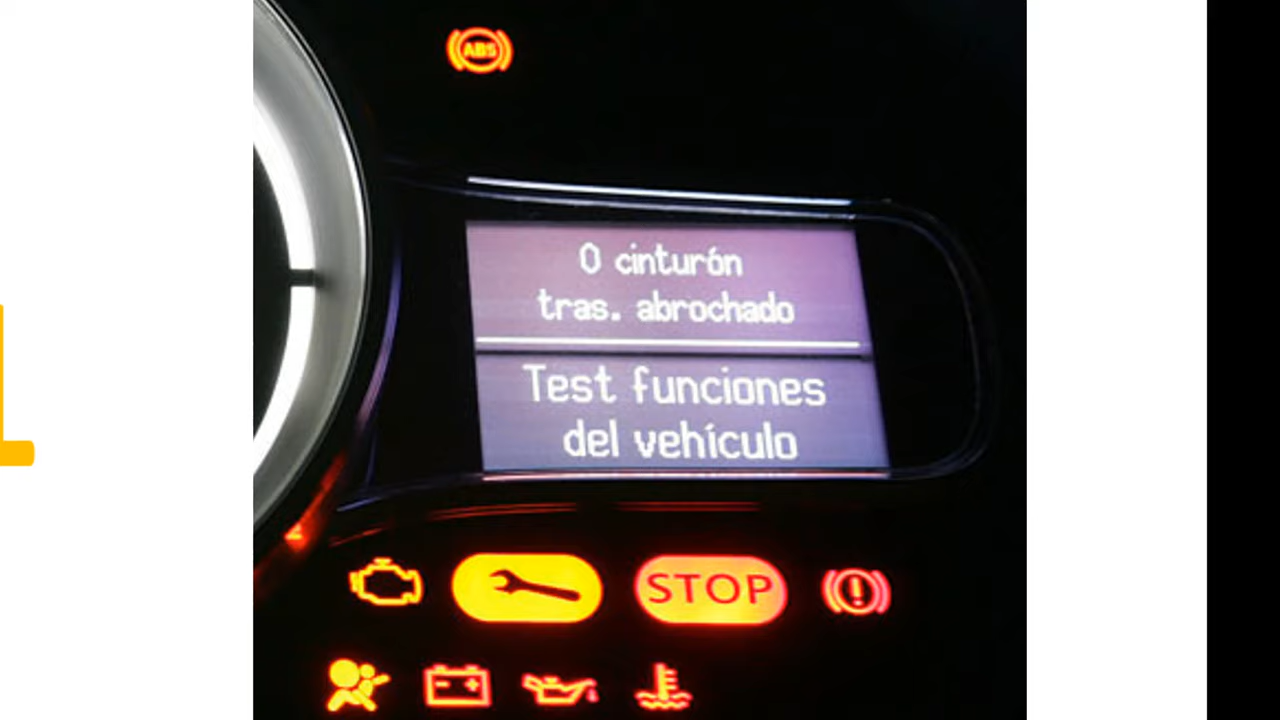 ABS
0 cinturón
tras. abrochado
Test funciones
del vehículo
STOP